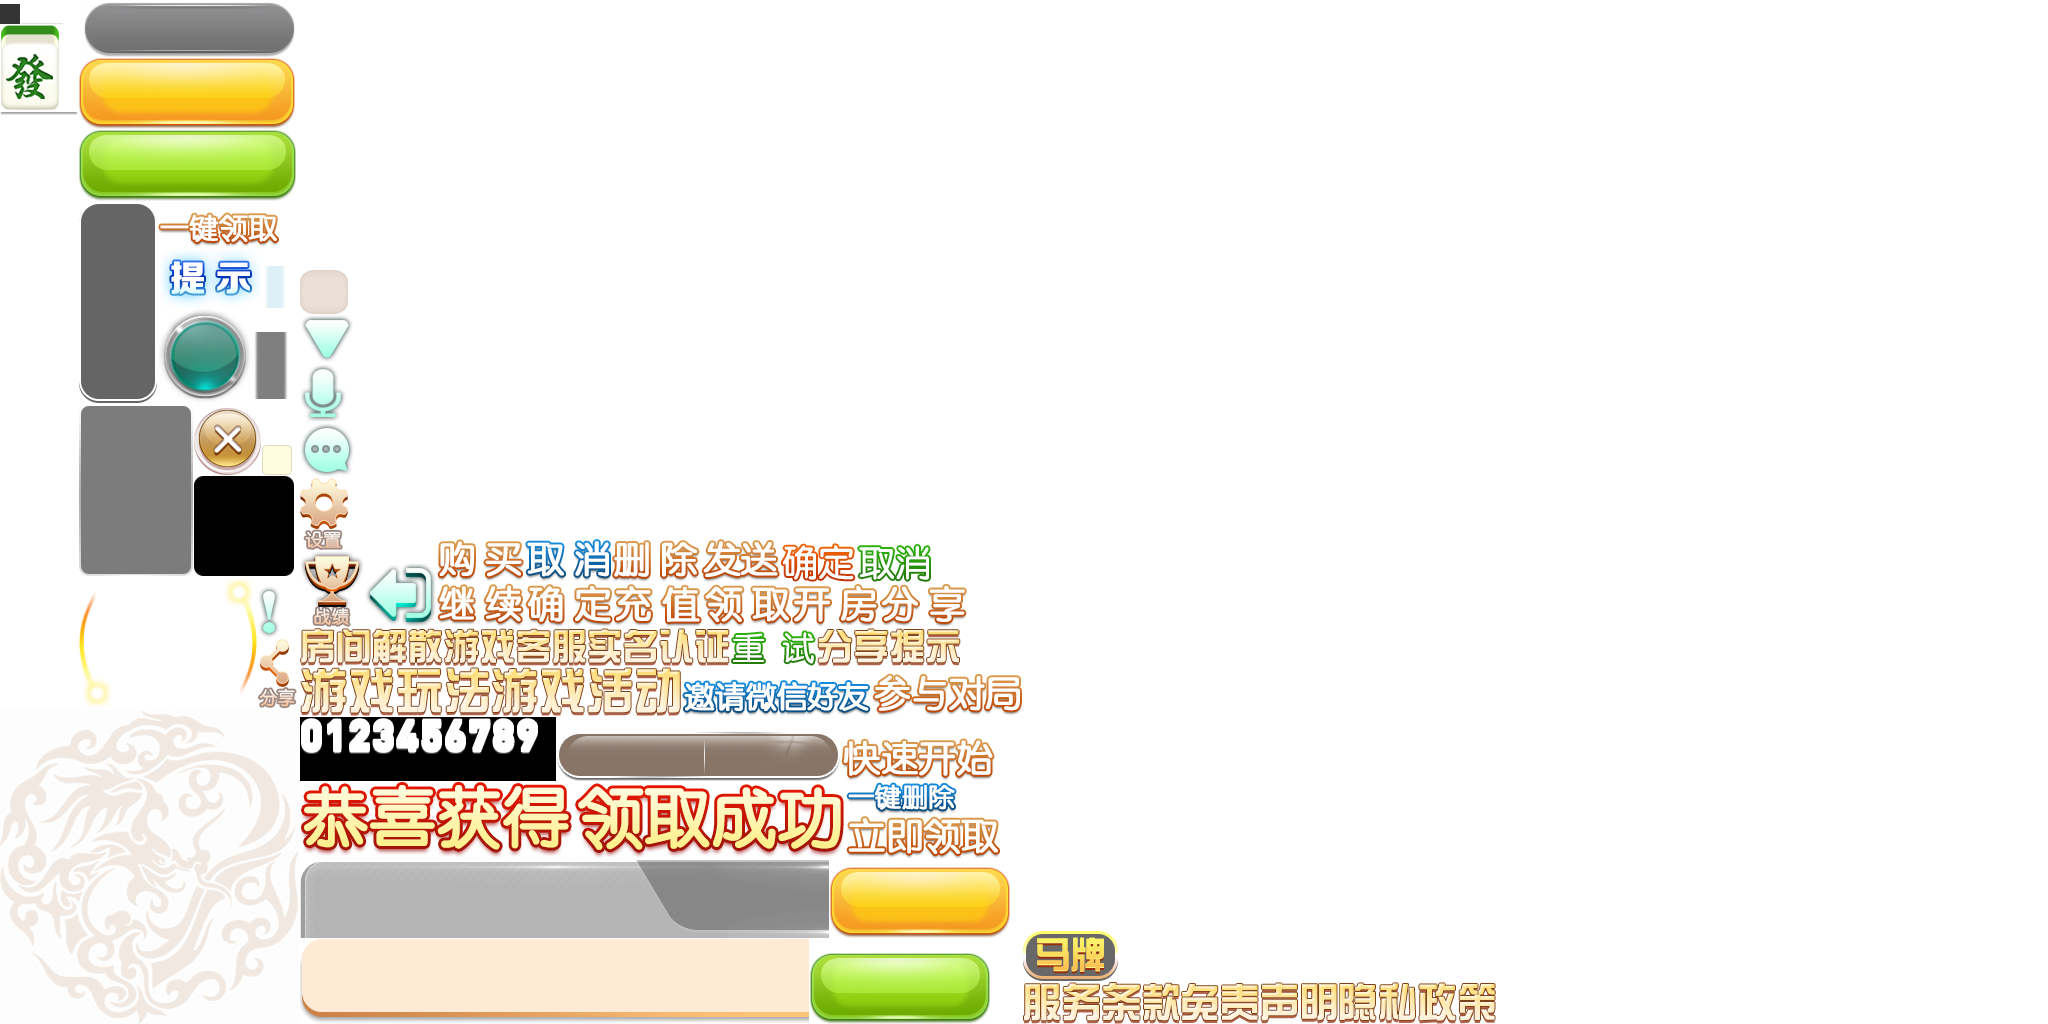 發
一键领取
提 示
设置
战绩
购 买取 消删 除发送确定取消
继 续确 定充 值领 取开 房分 享
房间解散游戏客服实名认证重 试分享提示
分享
游戏玩法游戏活动邀请微信好友参与对局
0123456789
快速开始
恭喜获得领取成功
一键删除
立即领取
马牌
服务条款免责声明隐私政策